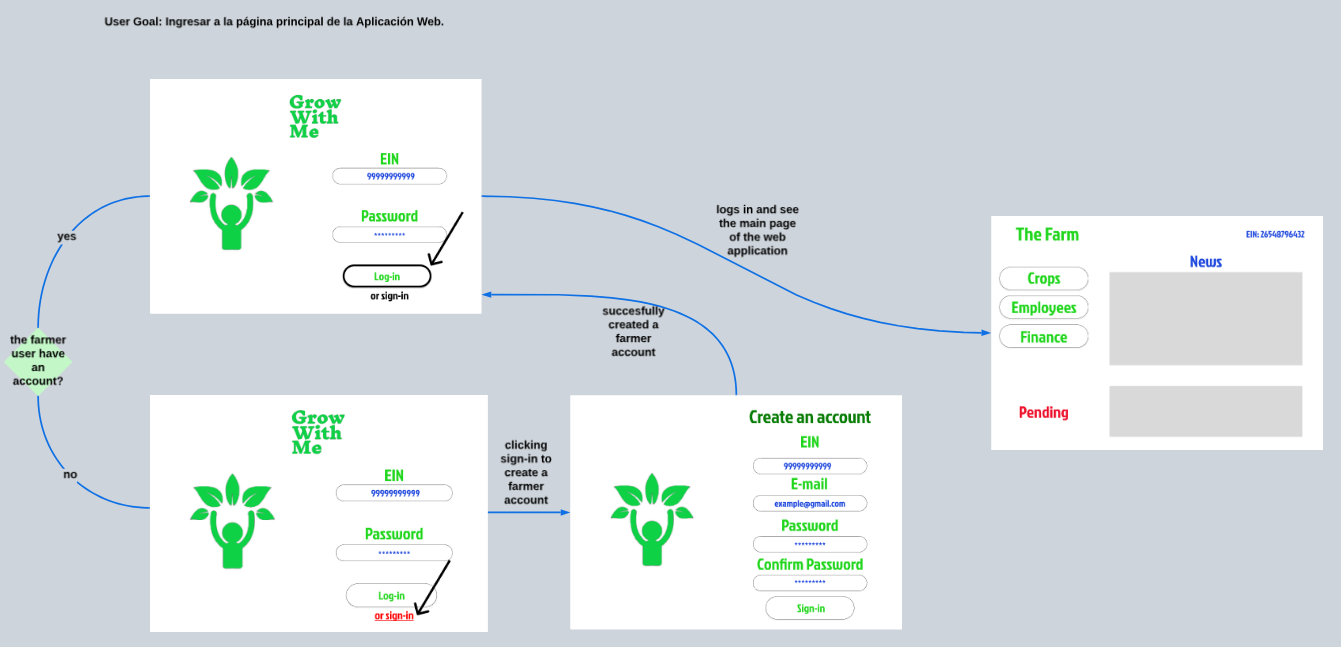 User Goal: Ingresar a la página principal de la Aplicación Web.
Grow
With
Me
EIN
99999999999
Password
*********
Log-in
or sign-in
yes
the farmer
user have
an
account?
no
logs in and see
the main page
of the web
application
succesfully
created a
farmer
account
The Farm
EIN: 26548796432
News
Crops
Employees
Finance
Pending
Grow
With
Me
EIN
99999999999
Password
*********
Log-in
or sign-in
clicking
sign-in to
create a
farmer
account
Create an account
EIN
99999999999
E-mail
example@gmail.com
Password
*********
Confirm Password
*********
Sign-in